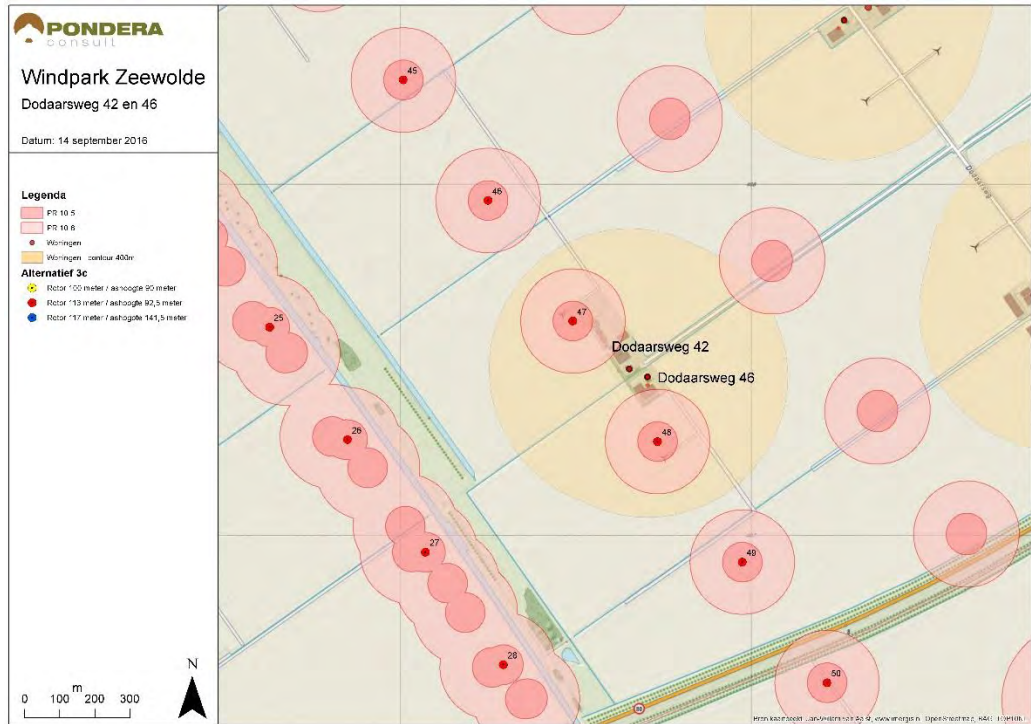 PONDERA
consult
Windpark Zeewolde
Dodaarsweg 42 en 46
Datum: 14 september 2016
Legenda
PR 10 5
PR 10 6
Woningen
Woningen contour 400m
Alternatief 3c
Rotor 100 meter / ashoogte 90 meter
Rotor 113 meter / ashoogte 92,5 meter
Rotor 117 meter / ashoogte 141,5 meter
m
0 100 200 300
N
45
46
47
Dodaarsweg 42
Dodaarsweg 46
48
49
50
25
26
27
28
Dodaarsweg